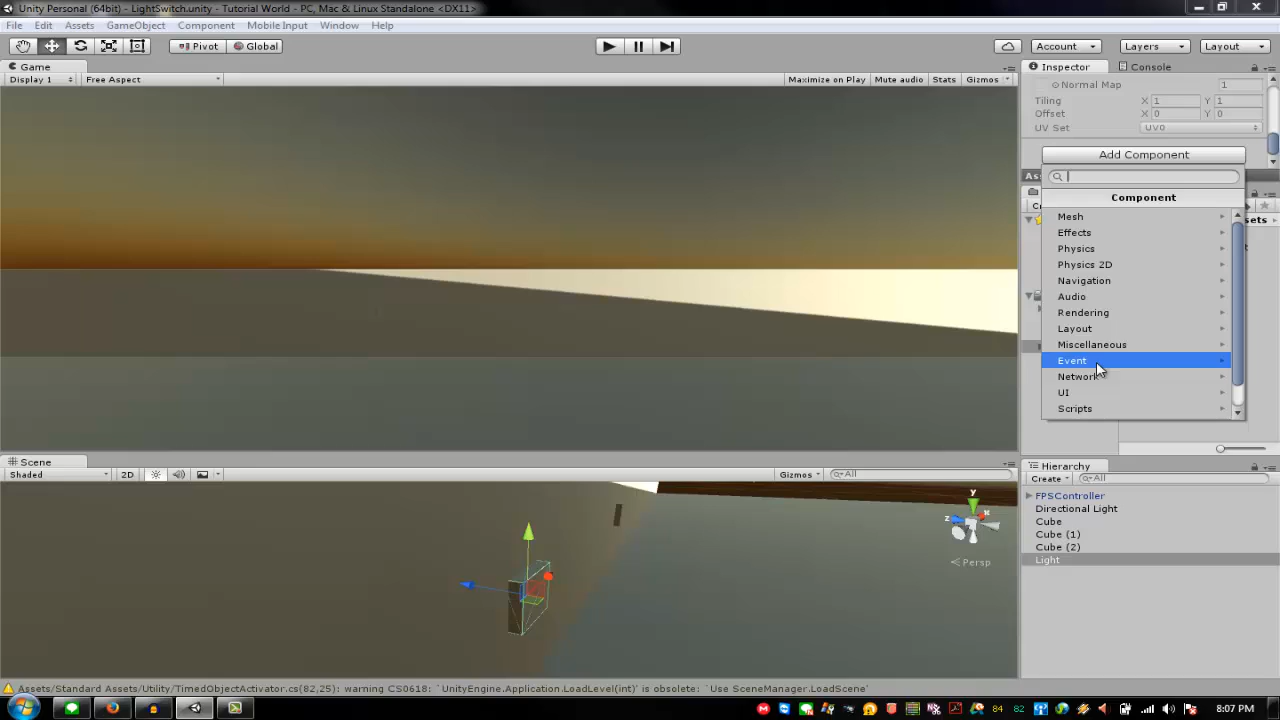 Unity Personal (64bit) - LightSwitch.unity - Tutorial World - PC, Mac & Linux Standalone <DX11>
File Edit Assets GameObject Component Mobile Input Window Help
Pivot Global Account Layers Layout
Game Inspector Console
Display 1 Free Aspect Maximize on Play Mute audio Stats Gizmos
Normal Map 1
Tiling X 1 Y 1
Offset X 0 Y 0
UV Set UV0
Add Component
Component
Mesh
Effects
Physics
Physics 2D
Navigation
Audio
Rendering
Layout
Miscellaneous
Event
Network
UI
Scripts
Scene Hierarchy
Shaded 2D Gizmos All Create All
FPSController
Directional Light
Cube
Cube (1)
Cube (2)
Light
y
x
z
Persp
Assets/Standard Assets/Utility/TimedObjectActivator.cs(82,25): warning CS0618: `UnityEngine.Application.LoadLevel(int)' is obsolete: `Use SceneManager.LoadScene'
84 82 8:07 PM